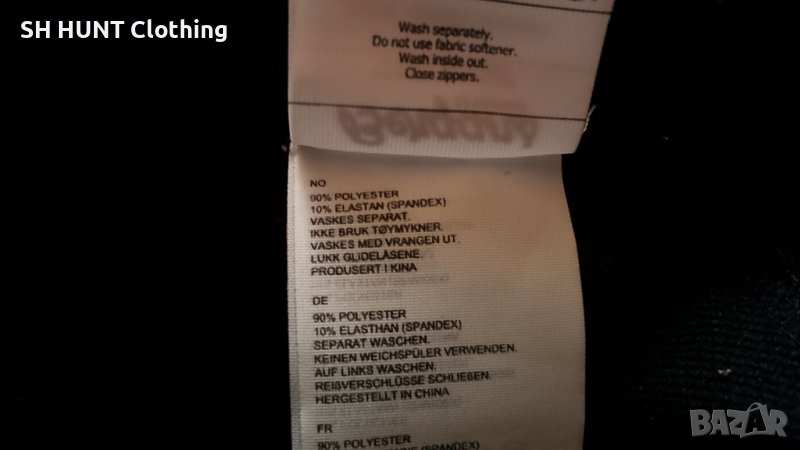 SH HUNT Clothing
Wash separately.
Do not use fabric softener.
Wash inside out.
Close zippers.
NO
90% POLYESTER
10% ELASTAN (SPANDEX)
VASKES SEPARAT.
IKKE BRUK TØYMYKNER.
VASKES MED VRANGEN UT.
LUKK GLIDELÅSENE.
PRODUSERT I KINA
DE
90% POLYESTER
10% ELASTHAN (SPANDEX)
SEPARAT WASCHEN.
KEINEN WEICHSPÜLER VERWENDEN.
AUF LINKS WASCHEN.
REIßVERSCHLÜSSE SCHLIEßEN.
HERGESTELLT IN CHINA
FR
90% POLYESTER
(SPANDEX)
BAZAR